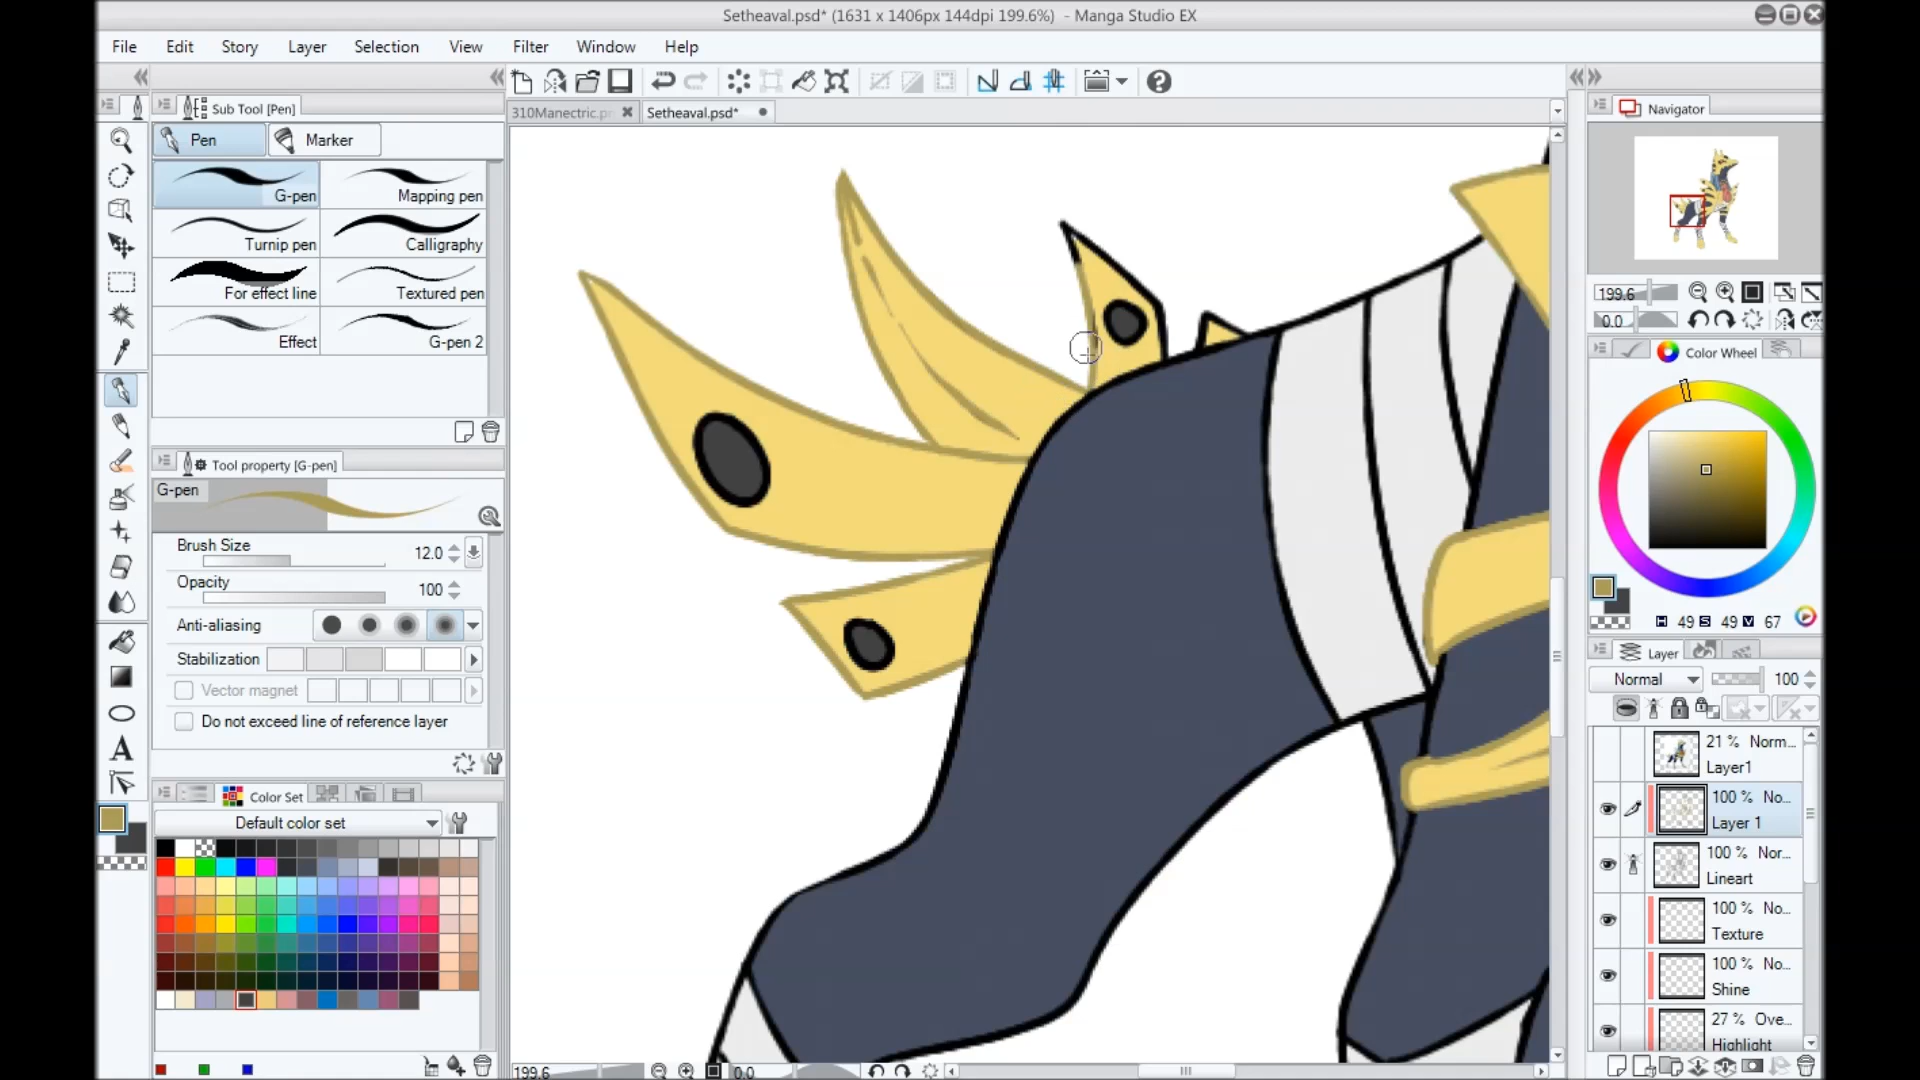 Setheaval.psd* (1631 x 1406px 144dpi 199.6%) - Manga Studio EX
File Edit Story Layer Selection View Filter Window Help
Sub Tool [Pen]
310Manectric.pr
Setheaval.psd*
Navigator
Pen
Marker
G-pen
Mapping pen
Turnip pen
Calligraphy
For effect line
Textured pen
Effect
G-pen 2
199.6
0.0
Color Wheel
Tool property [G-pen]
G-pen
Brush Size 12.0
Opacity 100
Anti-aliasing
Stabilization
Vector magnet
Do not exceed line of reference layer
H 49 S 49 V 67
Layer
Normal 100
21 % Norm...
Layer1
100 % No...
Layer 1
100 % Nor...
Lineart
100 % No...
Texture
100 % No...
Shine
27 % Ove...
Highlight
Color Set
Default color set
A
199.6
0.0